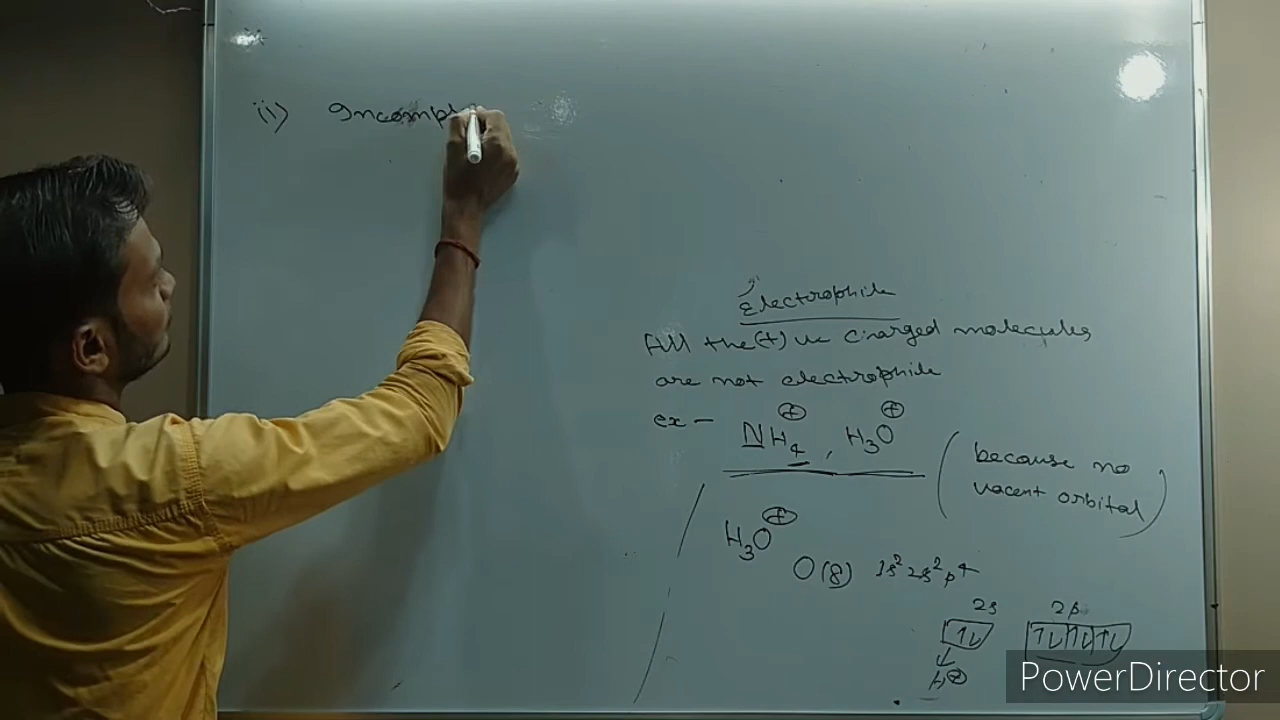 ii) Incompl
Electrophile
All the (+) ve charged molecules
are not electrophile
ex - NH4⊕, H3O⊕
(because no
vacent orbital)
H3O⊕
O(8) 1s² 2s² p⁴
2s 2p
↑↓ ↑↓ ↑↓ ↑↓
↓
H⊕
PowerDirector